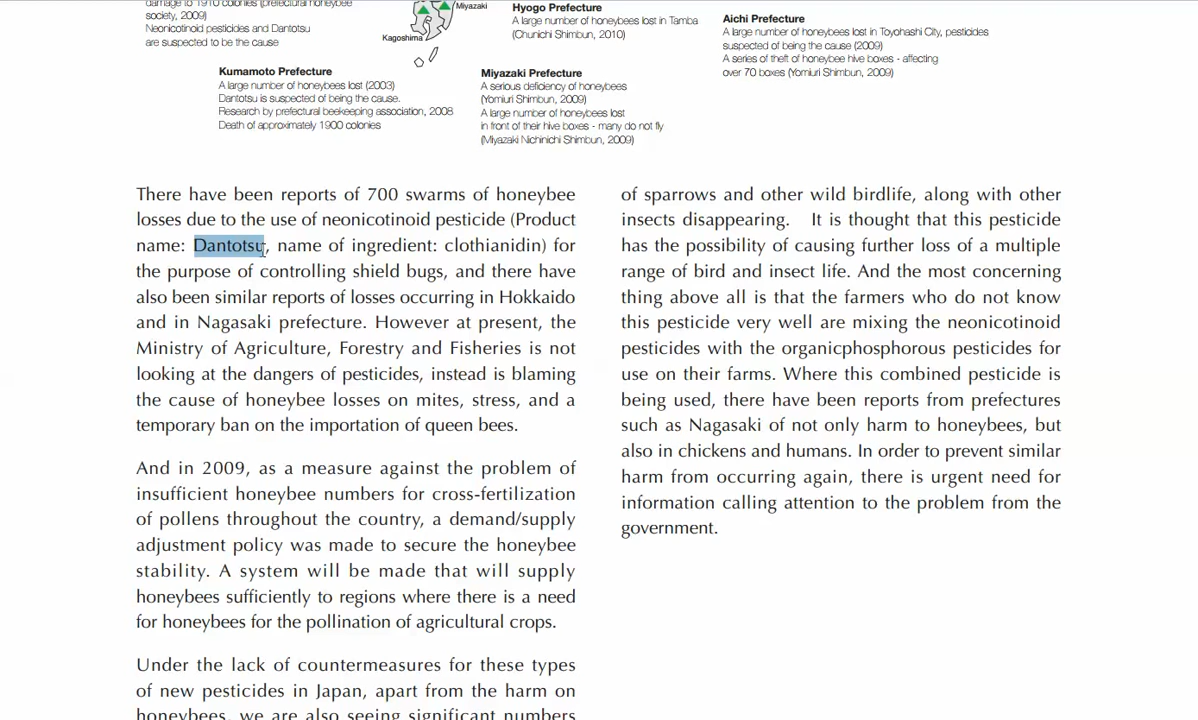 damage to 1910 colonies (prefectural honeybee
society, 2009)
Neonicotinoid pesticides and Dantotsu
are suspected to be the cause
Miyazaki
Kagoshima
Hyogo Prefecture
A large number of honeybees lost in Tamba
(Chunichi Shimbun, 2010)
Aichi Prefecture
A large number of honeybees lost in Toyohashi City, pesticides
suspected of being the cause (2009)
A series of theft of honeybee hive boxes - affecting
over 70 boxes (Yomiuri Shimbun, 2009)
Kumamoto Prefecture
A large number of honeybees lost (2003)
Dantotsu is suspected of being the cause.
Research by prefectural beekeeping association, 2008
Death of approximately 1900 colonies
Miyazaki Prefecture
A serious deficiency of honeybees
(Yomiuri Shimbun, 2009)
A large number of honeybees lost
in front of their hive boxes - many do not fly
(Miyazaki Nichinichi Shimbun, 2009)
There have been reports of 700 swarms of honeybee
losses due to the use of neonicotinoid pesticide (Product
name: Dantotsu, name of ingredient: clothianidin) for
the purpose of controlling shield bugs, and there have
also been similar reports of losses occurring in Hokkaido
and in Nagasaki prefecture. However at present, the
Ministry of Agriculture, Forestry and Fisheries is not
looking at the dangers of pesticides, instead is blaming
the cause of honeybee losses on mites, stress, and a
temporary ban on the importation of queen bees.
And in 2009, as a measure against the problem of
insufficient honeybee numbers for cross-fertilization
of pollens throughout the country, a demand/supply
adjustment policy was made to secure the honeybee
stability. A system will be made that will supply
honeybees sufficiently to regions where there is a need
for honeybees for the pollination of agricultural crops.
Under the lack of countermeasures for these types
of new pesticides in Japan, apart from the harm on
honeybees, we are also seeing significant numbers
of sparrows and other wild birdlife, along with other
insects disappearing. It is thought that this pesticide
has the possibility of causing further loss of a multiple
range of bird and insect life. And the most concerning
thing above all is that the farmers who do not know
this pesticide very well are mixing the neonicotinoid
pesticides with the organicphosphorous pesticides for
use on their farms. Where this combined pesticide is
being used, there have been reports from prefectures
such as Nagasaki of not only harm to honeybees, but
also in chickens and humans. In order to prevent similar
harm from occurring again, there is urgent need for
information calling attention to the problem from the
government.